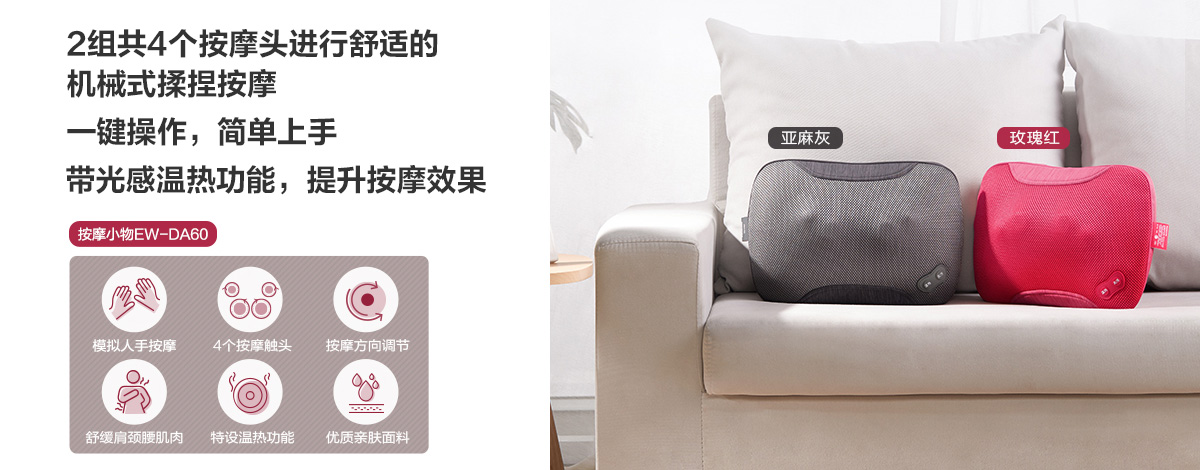 2组共4个按摩头进行舒适的
机械式揉捏按摩
一键操作，简单上手
带光感温热功能，提升按摩效果
按摩小物EW-DA60
模拟人手按摩
4个按摩触头
按摩方向调节
舒缓肩颈腰肌肉
特设温热功能
优质亲肤面料
亚麻灰
玫瑰红